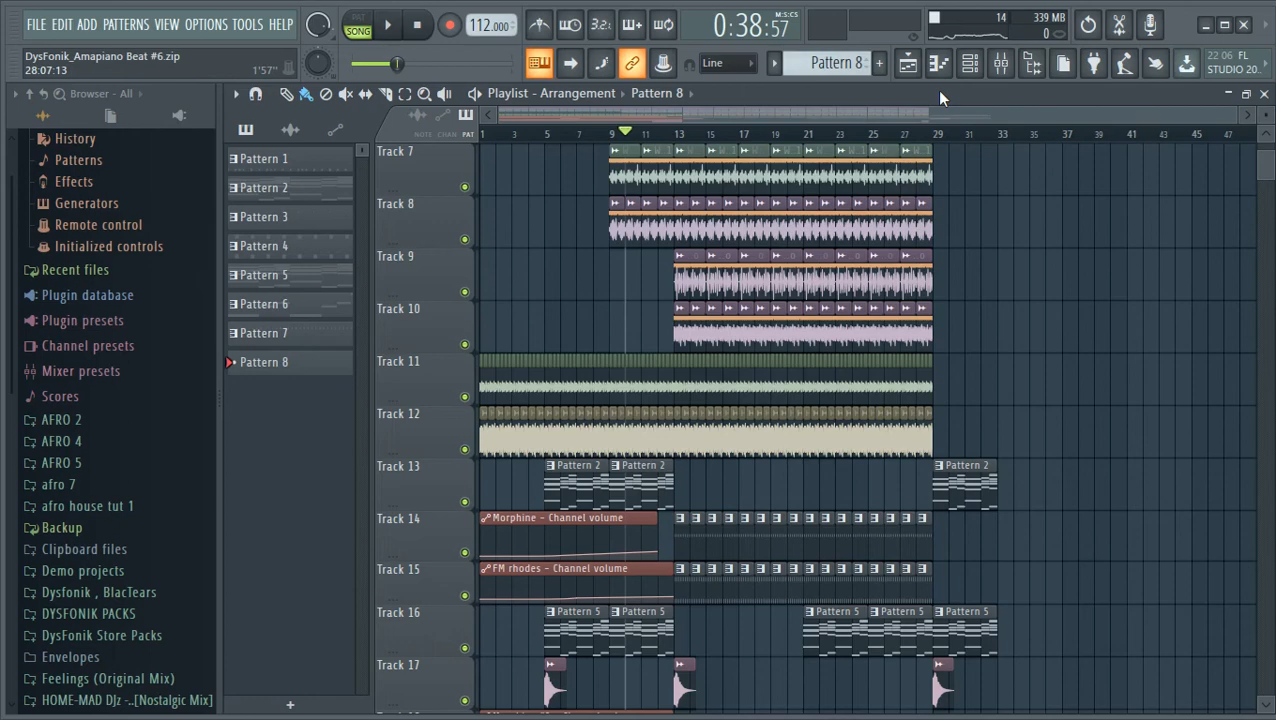 FILE EDIT ADD PATTERNS VIEW OPTIONS TOOLS HELP
PAT
SONG
112.000
3.2.
0:38:57
M:S:CS
14
339 MB
0
DysFonik_Amapiano Beat #6.zip
28:07:13
1'57"
Line
Pattern 8
22:06 FL
STUDIO 20..
Browser - All
Playlist - Arrangement
Pattern 8
NOTE CHAN PAT
1 3 5 7 9 11 13 15 17 19 21 23 25 27 29 31 33 35 37 39 41 43 45 47
History
Patterns
Effects
Generators
Remote control
Initialized controls
Recent files
Plugin database
Plugin presets
Channel presets
Mixer presets
Scores
AFRO 2
AFRO 4
AFRO 5
afro 7
afro house tut 1
Backup
Clipboard files
Demo projects
Dysfonik , BlacTears
DYSFONIK PACKS
DysFonik Store Packs
Envelopes
Feelings (Original Mix)
HOME-MAD DJz -..[Nostalgic Mix]
Pattern 1
Pattern 2
Pattern 3
Pattern 4
Pattern 5
Pattern 6
Pattern 7
Pattern 8
Track 7
Track 8
Track 9
Track 10
Track 11
Track 12
Track 13
Pattern 2
Pattern 2
Pattern 2
Track 14
Morphine - Channel volume
Track 15
FM rhodes - Channel volume
Track 16
Pattern 5
Pattern 5
Pattern 5
Pattern 5
Pattern 5
Track 17